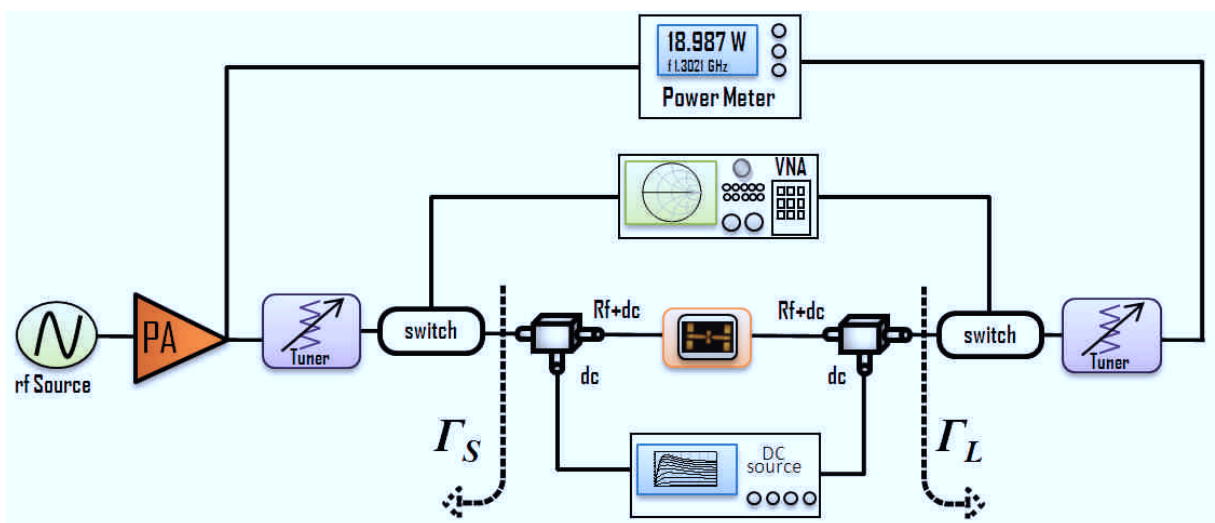 18.987 W
f1.3021 GHz
Power Meter
VNA
PA
rf Source
Tuner
switch
Rf+dc
dc
Rf+dc
dc
switch
Tuner
Γ_S
Γ_L
DC
source